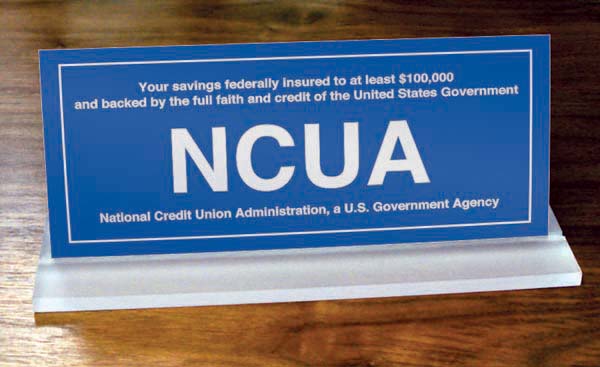 Your savings federally insured to at least $100,000
and backed by the full faith and credit of the United States Government
NCUA
National Credit Union Administration, a U.S. Government Agency